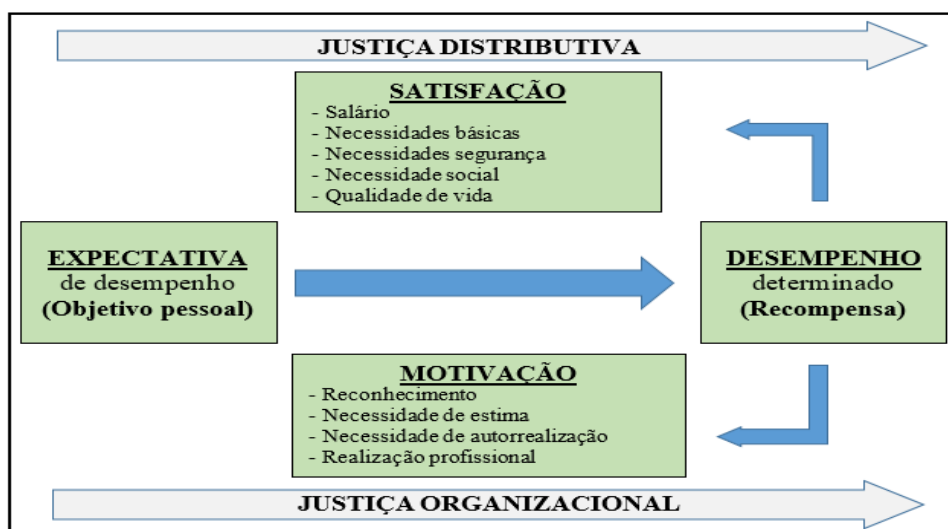 JUSTIÇA DISTRIBUTIVA
SATISFAÇÃO
- Salário
- Necessidades básicas
- Necessidades segurança
- Necessidade social
- Qualidade de vida
EXPECTATIVA
de desempenho
(Objetivo pessoal)
DESEMPENHO
determinado
(Recompensa)
MOTIVAÇÃO
- Reconhecimento
- Necessidade de estima
- Necessidade de autorrealização
- Realização profissional
JUSTIÇA ORGANIZACIONAL